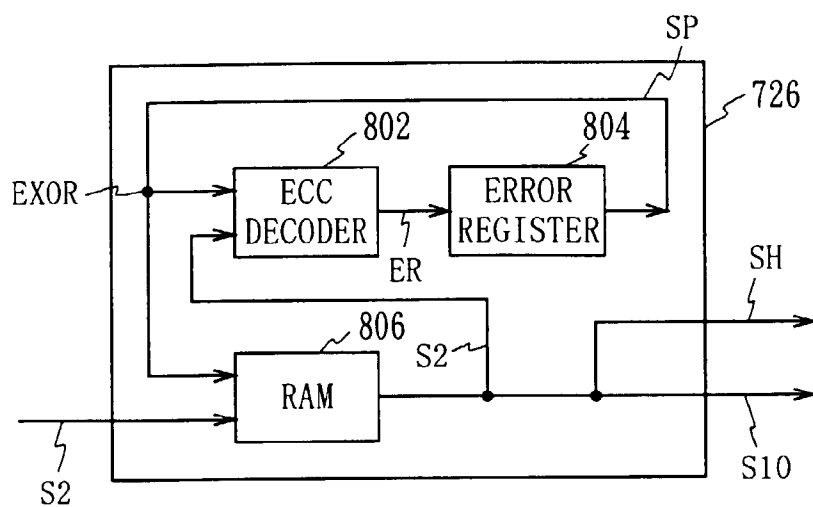 SP
726
802
804
EXOR
ECC
DECODER
ERROR
REGISTER
ER
SH
806
S2
RAM
S2
S10